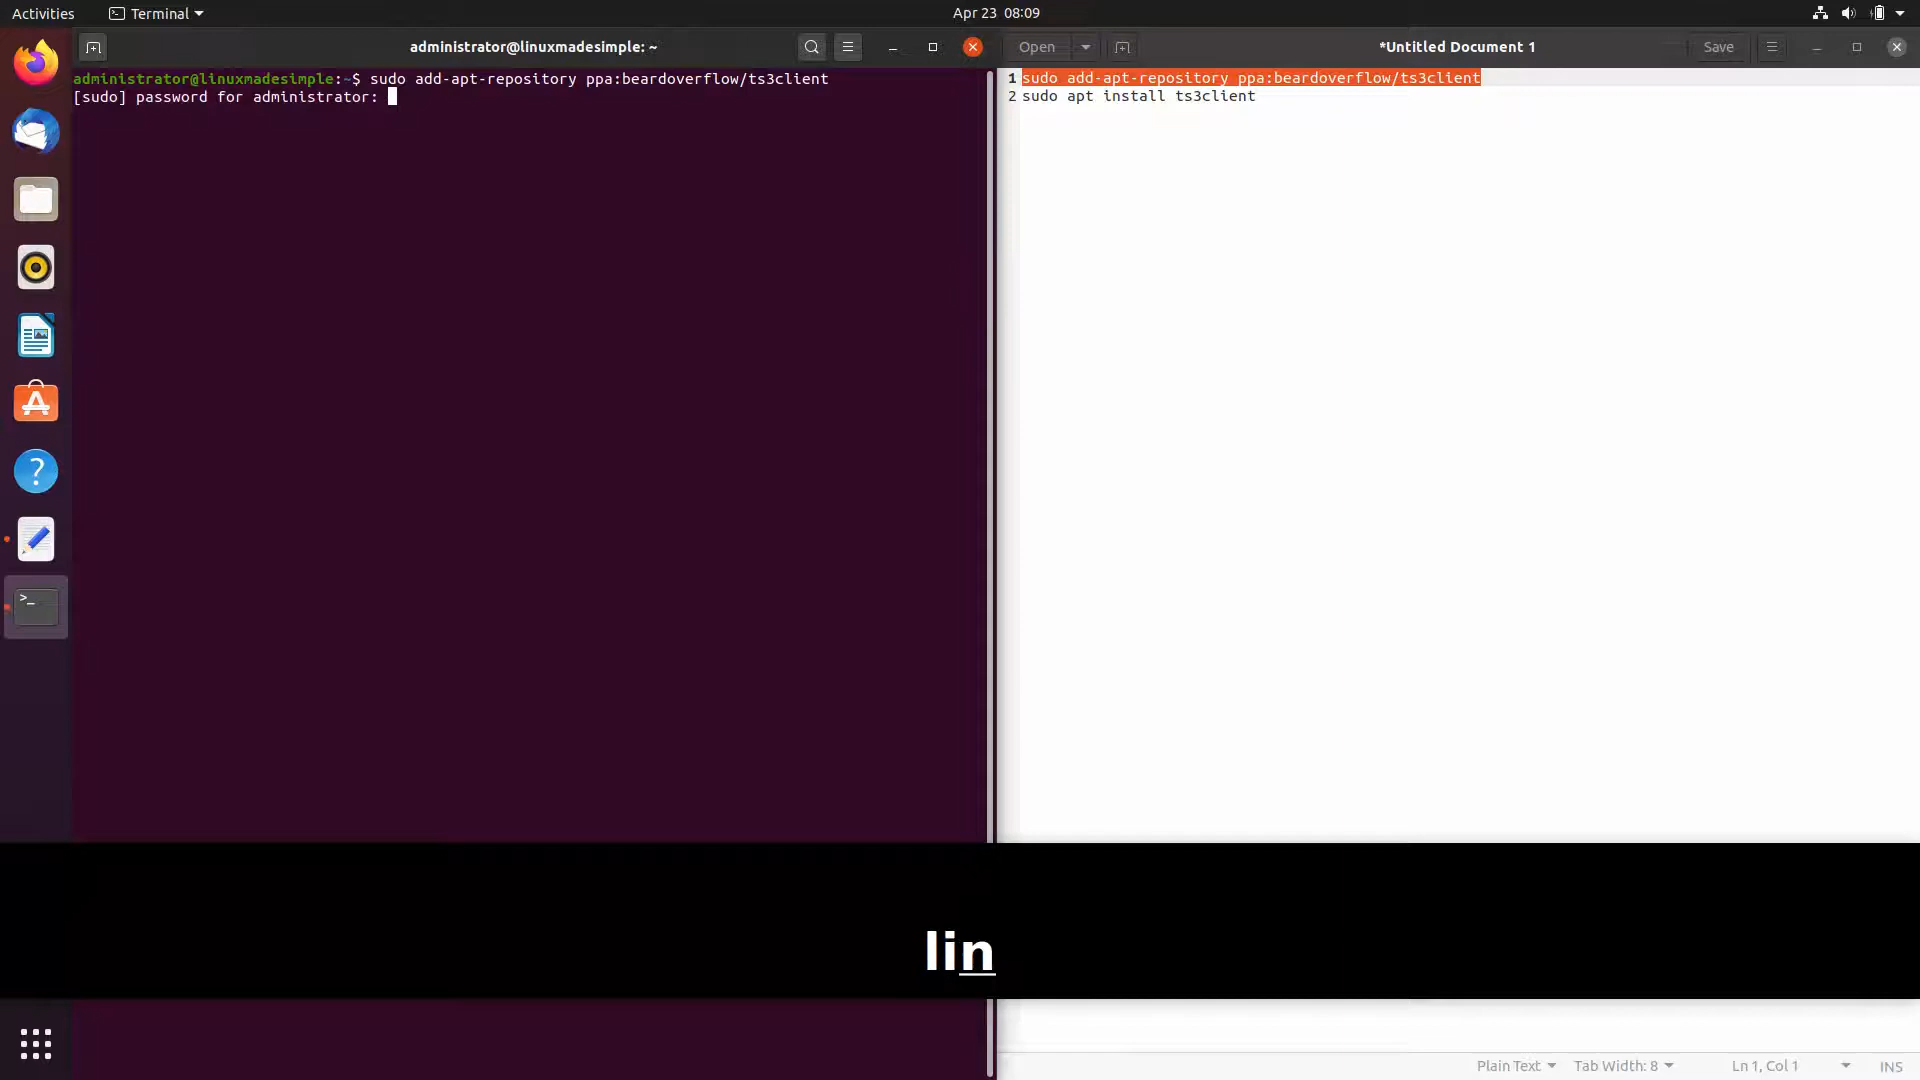 Activities
Terminal
Apr 23 08:09
administrator@linuxmadesimple: ~
administrator@linuxmadesimple:~$ sudo add-apt-repository ppa:beardoverflow/ts3client
[sudo] password for administrator:
>_
Open
*Untitled Document 1
Save
1 sudo add-apt-repository ppa:beardoverflow/ts3client
2 sudo apt install ts3client
lin
Plain Text
Tab Width: 8
Ln 1, Col 1
INS